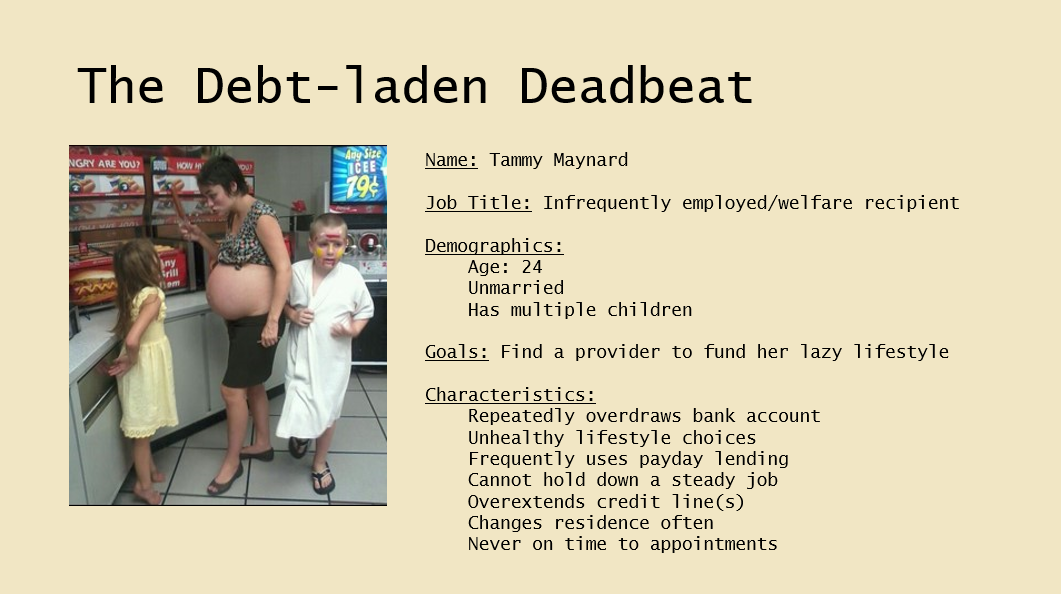 The Debt-laden Deadbeat
NGRY ARE YOU?
HOW H
YOU?
Any Size
ICEE
79¢
Name: Tammy Maynard
Job Title: Infrequently employed/welfare recipient
Demographics:
Age: 24
Unmarried
Has multiple children
Goals: Find a provider to fund her lazy lifestyle
Characteristics:
Repeatedly overdraws bank account
Unhealthy lifestyle choices
Frequently uses payday lending
Cannot hold down a steady job
Overextends credit line(s)
Changes residence often
Never on time to appointments